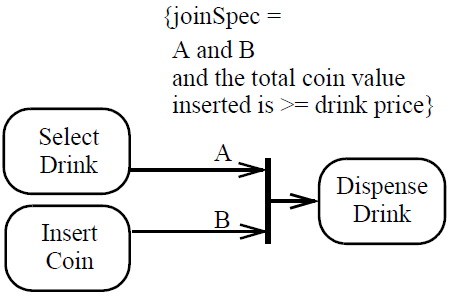 {joinSpec =
A and B
and the total coin value
inserted is >= drink price}
Select
Drink
A
Dispense
Drink
B
Insert
Coin